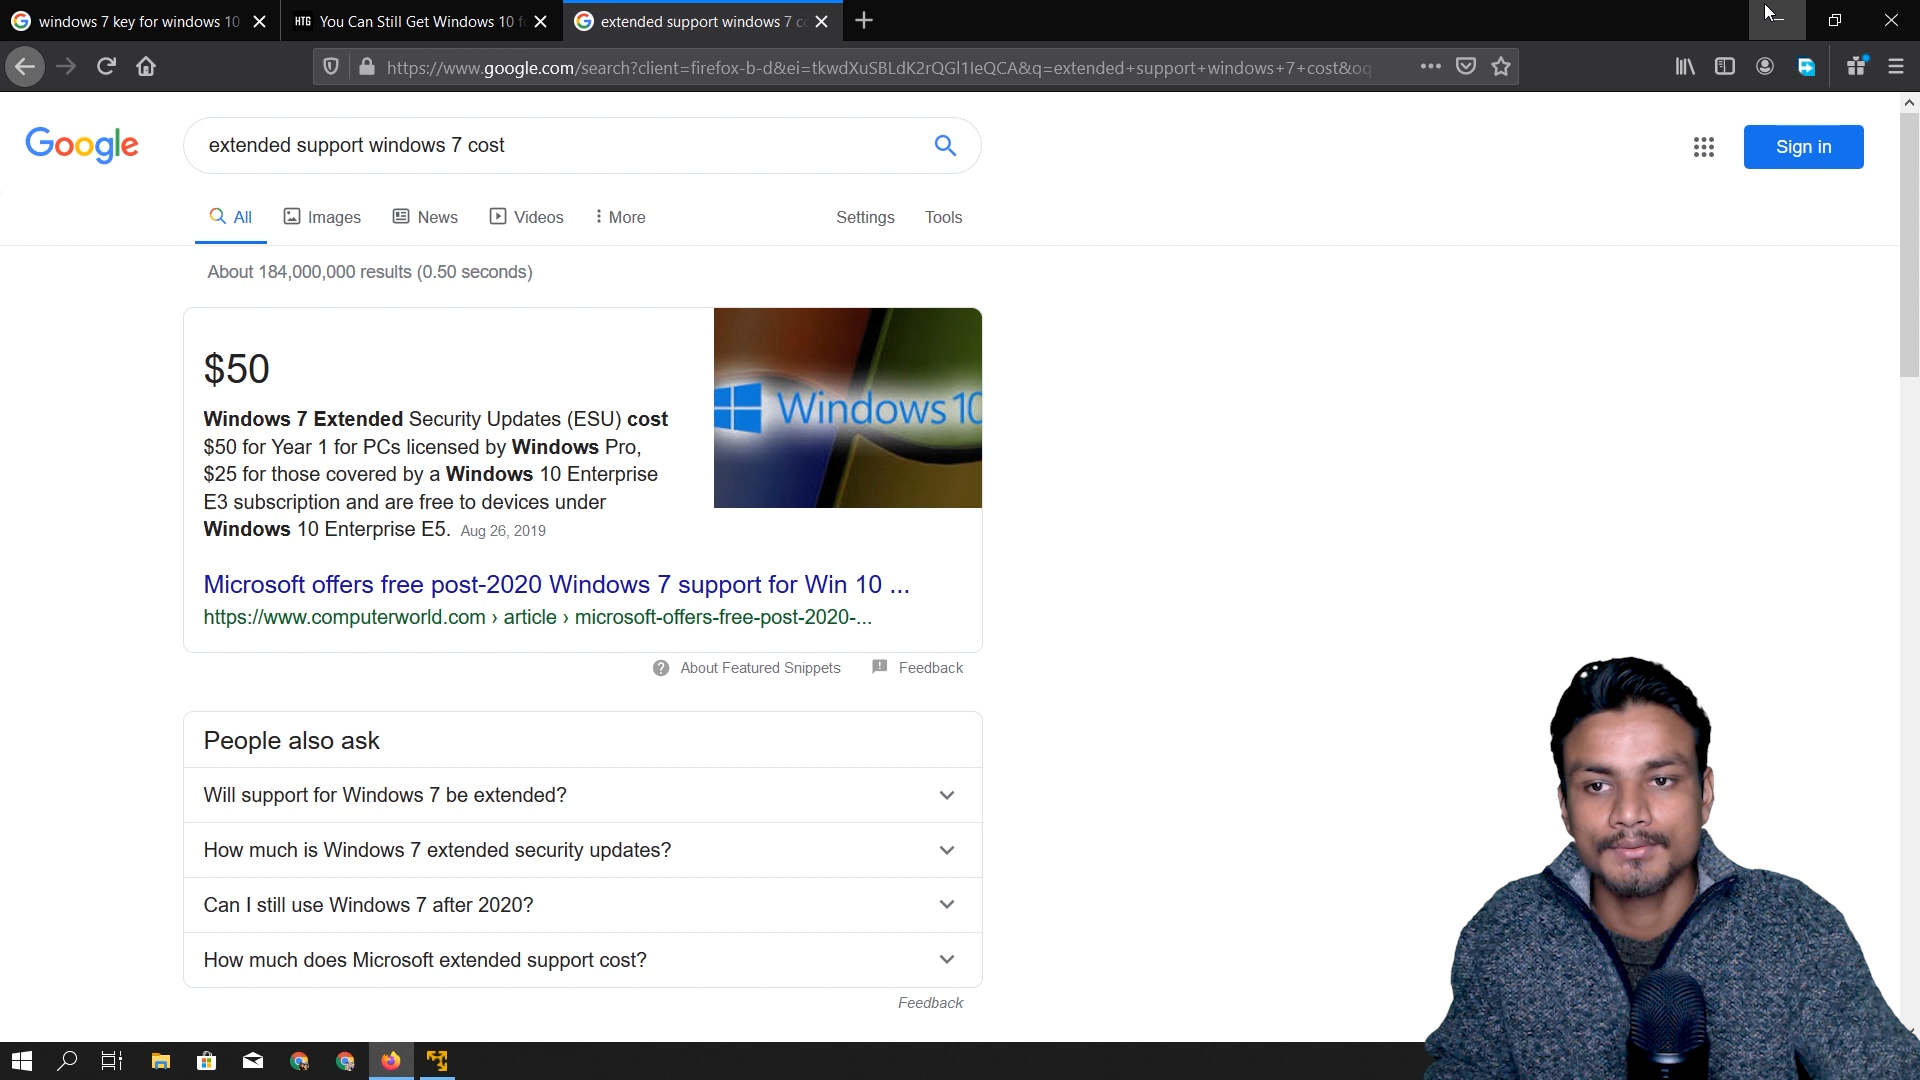 windows 7 key for windows 10
HTG You Can Still Get Windows 10 f
extended support windows 7 c
https://www.google.com/search?client=firefox-b-d&ei=tkwdXuSBLdK2rQGl1IeQCA&q=extended+support+windows+7+cost&oq
Google
extended support windows 7 cost
Sign in
All Images News Videos More Settings Tools
About 184,000,000 results (0.50 seconds)
$50
Windows 7 Extended Security Updates (ESU) cost
$50 for Year 1 for PCs licensed by Windows Pro,
$25 for those covered by a Windows 10 Enterprise
E3 subscription and are free to devices under
Windows 10 Enterprise E5. Aug 26, 2019
Windows 10
Microsoft offers free post-2020 Windows 7 support for Win 10 ...
https://www.computerworld.com › article › microsoft-offers-free-post-2020-...
About Featured Snippets Feedback
People also ask
Will support for Windows 7 be extended?
How much is Windows 7 extended security updates?
Can I still use Windows 7 after 2020?
How much does Microsoft extended support cost?
Feedback